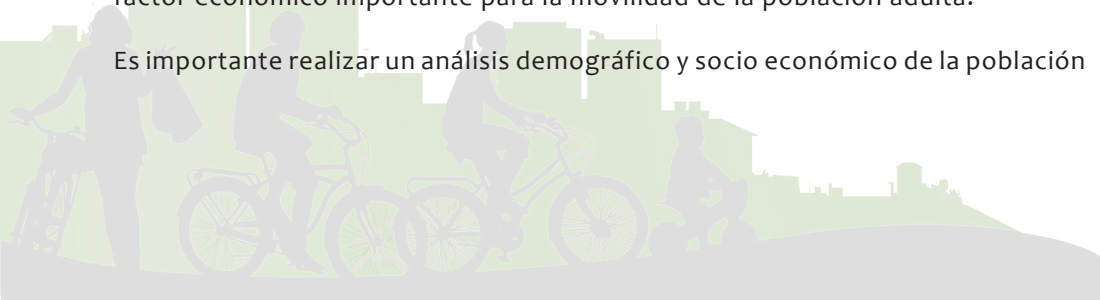 factor económico importante para la movilidad de la población adulta.
Es importante realizar un análisis demográfico y socio económico de la población